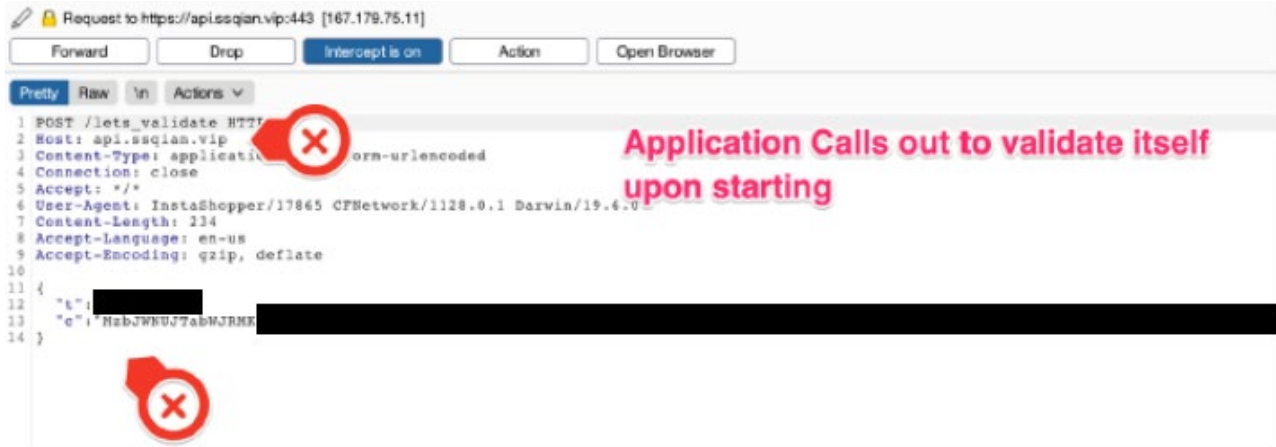 Request to https://api.ssqian.vip:443 [167.179.75.11]
Forward Drop Intercept is on Action Open Browser
Pretty Raw \n Actions
1 POST /lets_validate HTT
2 Host: api.ssqian.vip
3 Content-Type: applicati orm-urlencoded
4 Connection: close
5 Accept: */*
6 User-Agent: InstaShopper/17865 CFNetwork/1128.0.1 Darwin/19.6.0
7 Content-Length: 234
8 Accept-Language: en-us
9 Accept-Encoding: gzip, deflate
10
11 {
12 "t":
13 "c":"
14 }
Application Calls out to validate itself
upon starting